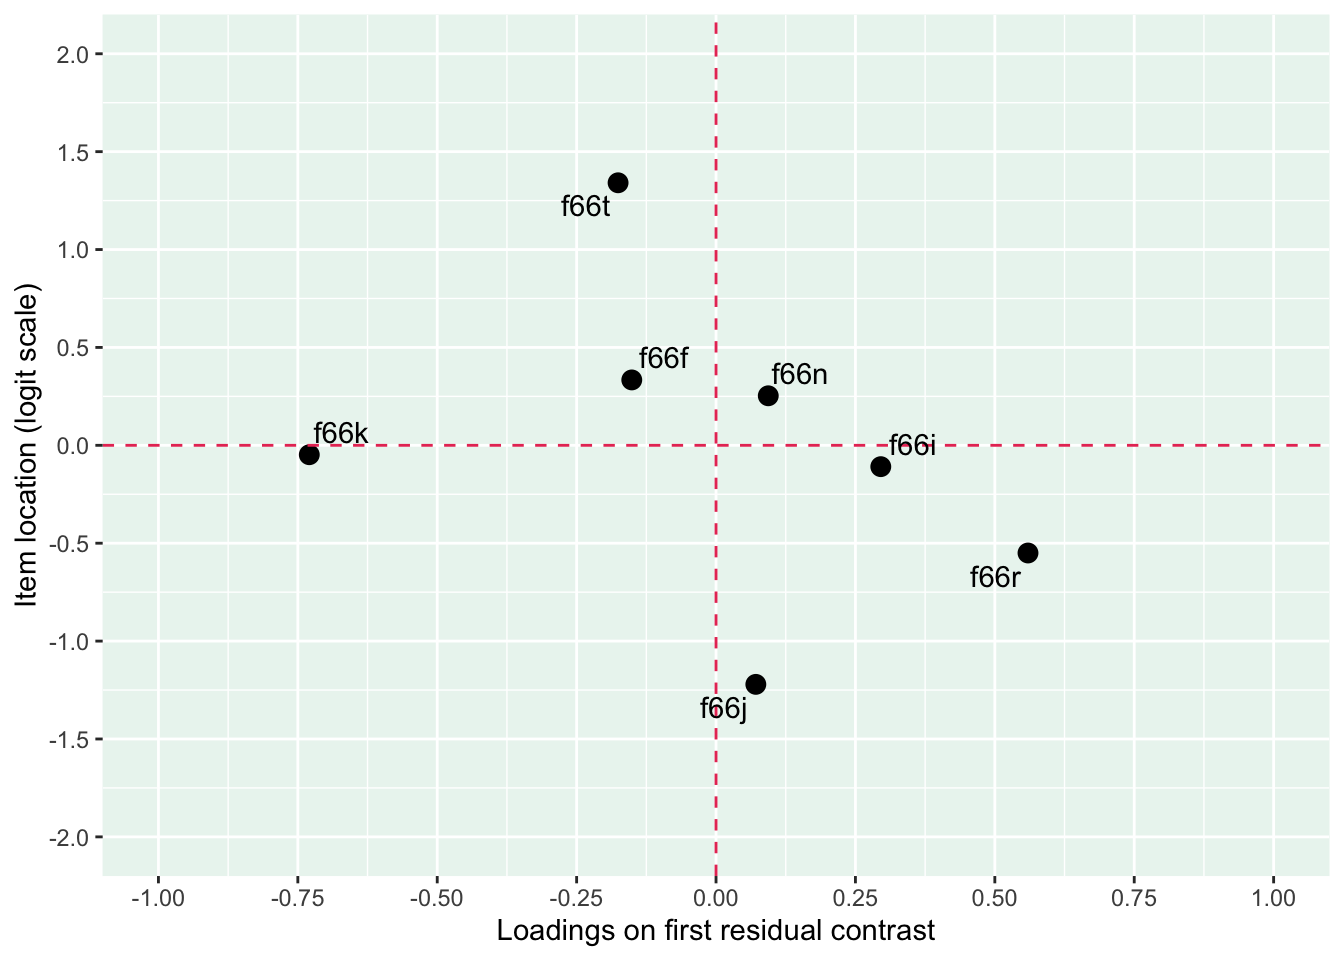 2.0
1.5
f66t
1.0
0.5
f66f
f66n
f66k
f66i
0.0
-0.5
f66r
-1.0
f66j
-1.5
-2.0
Item location (logit scale)
-1.00 -0.75 -0.50 -0.25 0.00 0.25 0.50 0.75 1.00
Loadings on first residual contrast